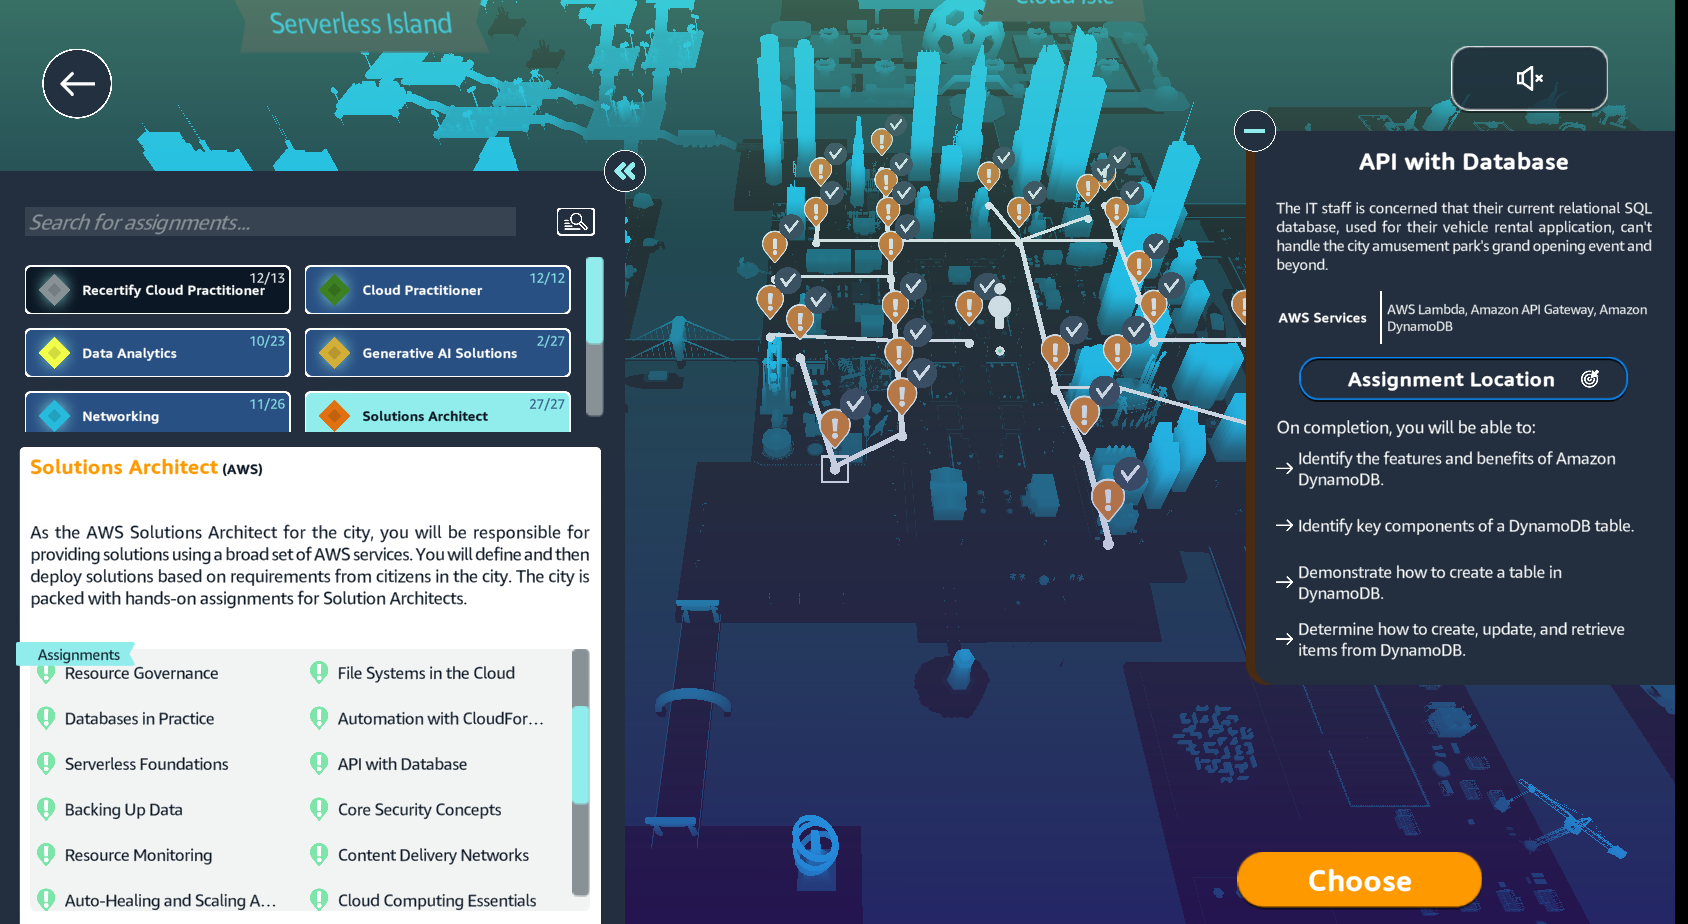 Serverless Island
Cloud Isle
Search for assignments...
Recertify Cloud Practitioner
12/13
Cloud Practitioner
12/12
Data Analytics
10/23
Generative AI Solutions
2/27
Networking
11/26
Solutions Architect
27/27
Solutions Architect (AWS)
As the AWS Solutions Architect for the city, you will be responsible for
providing solutions using a broad set of AWS services. You will define and then
deploy solutions based on requirements from citizens in the city. The city is
packed with hands-on assignments for Solution Architects.
Assignments
Resource Governance
File Systems in the Cloud
Databases in Practice
Automation with CloudFor...
Serverless Foundations
API with Database
Backing Up Data
Core Security Concepts
Resource Monitoring
Content Delivery Networks
Auto-Healing and Scaling A...
Cloud Computing Essentials
API with Database
The IT staff is concerned that their current relational SQL
database, used for their vehicle rental application, can't
handle the city amusement park's grand opening event and
beyond.
AWS Services
AWS Lambda, Amazon API Gateway, Amazon
DynamoDB
Assignment Location
On completion, you will be able to:
Identify the features and benefits of Amazon
DynamoDB.
Identify key components of a DynamoDB table.
Demonstrate how to create a table in
DynamoDB.
Determine how to create, update, and retrieve
items from DynamoDB.
Choose